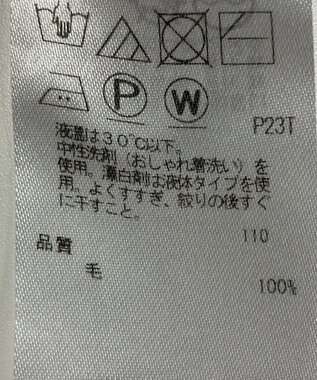 P
W
P23T
液温は30℃以下。
中性洗剤（おしゃれ着洗い）を
使用。漂白剤は液体タイプを使
用。よくすすぎ、絞りの後すぐ
に干すこと。
品質
110
毛
100%